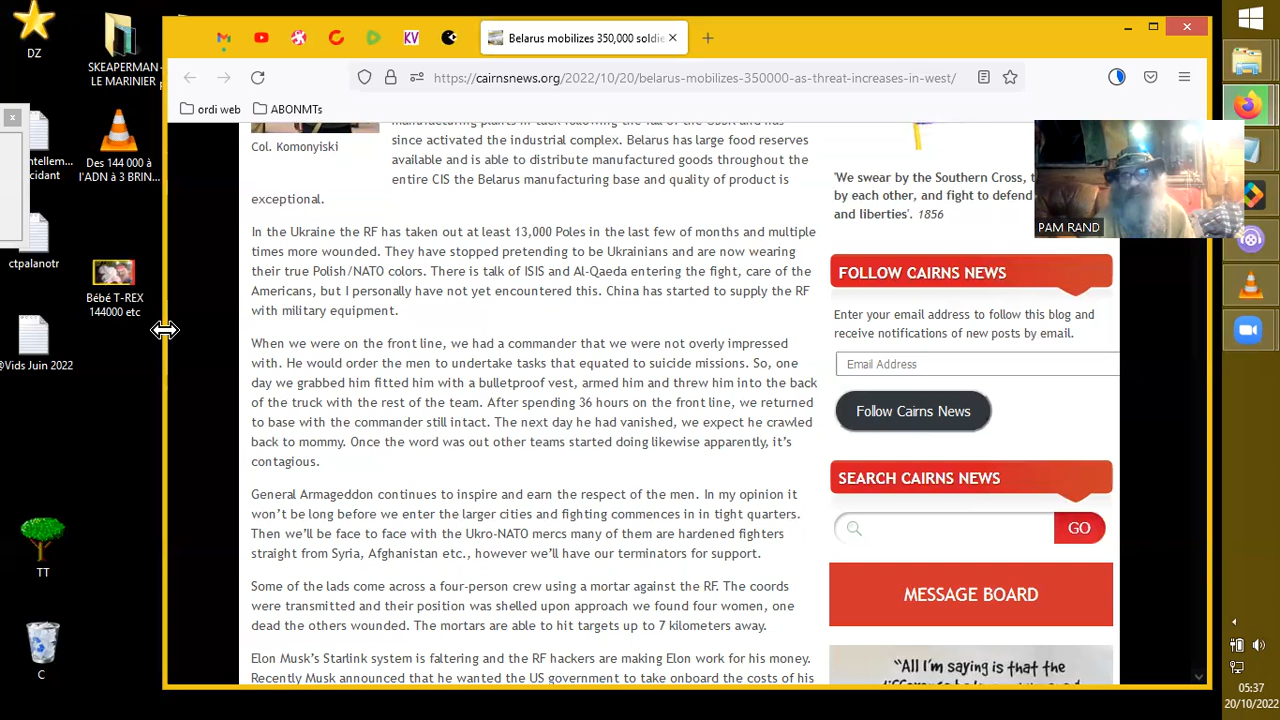 DZ
SKEAPERMAN-
LE MARINIER
Des 144 000 à
l'ADN à 3 BRIN...
ctpalanotr
Bébé T-REX
144000 etc
@Vids Juin 2022
TT
C
KV
Belarus mobilizes 350,000 soldie
https://cairnsnews.org/2022/10/20/belarus-mobilizes-350000-as-threat-increases-in-west/
ordi web
ABONMTs
Col. Komonyiski
since activated the industrial complex. Belarus has large food reserves
available and is able to distribute manufactured goods throughout the
entire CIS the Belarus manufacturing base and quality of product is
exceptional.
In the Ukraine the RF has taken out at least 13,000 Poles in the last few of months and multiple
times more wounded. They have stopped pretending to be Ukrainians and are now wearing
their true Polish/NATO colors. There is talk of ISIS and Al-Qaeda entering the fight, care of the
Americans, but I personally have not yet encountered this. China has started to supply the RF
with military equipment.
When we were on the front line, we had a commander that we were not overly impressed
with. He would order the men to undertake tasks that equated to suicide missions. So, one
day we grabbed him fitted him with a bulletproof vest, armed him and threw him into the back
of the truck with the rest of the team. After spending 36 hours on the front line, we returned
to base with the commander still intact. The next day he had vanished, we expect he crawled
back to mommy. Once the word was out other teams started doing likewise apparently, it's
contagious.
General Armageddon continues to inspire and earn the respect of the men. In my opinion it
won't be long before we enter the larger cities and fighting commences in in tight quarters.
Then we'll be face to face with the Ukro-NATO mercs many of them are hardened fighters
straight from Syria, Afghanistan etc., however we'll have our terminators for support.
Some of the lads come across a four-person crew using a mortar against the RF. The coords
were transmitted and their position was shelled upon approach we found four women, one
dead the others wounded. The mortars are able to hit targets up to 7 kilometers away.
Elon Musk's Starlink system is faltering and the RF hackers are making Elon work for his money.
Recently Musk announced that he wanted the US government to take onboard the costs of his
'We swear by the Southern Cross, t
by each other, and fight to defend
and liberties'. 1856
PAM RAND
FOLLOW CAIRNS NEWS
Enter your email address to follow this blog and
receive notifications of new posts by email.
Email Address
Follow Cairns News
SEARCH CAIRNS NEWS
GO
MESSAGE BOARD
"All I'm saying is that the
05:37
20/10/2022